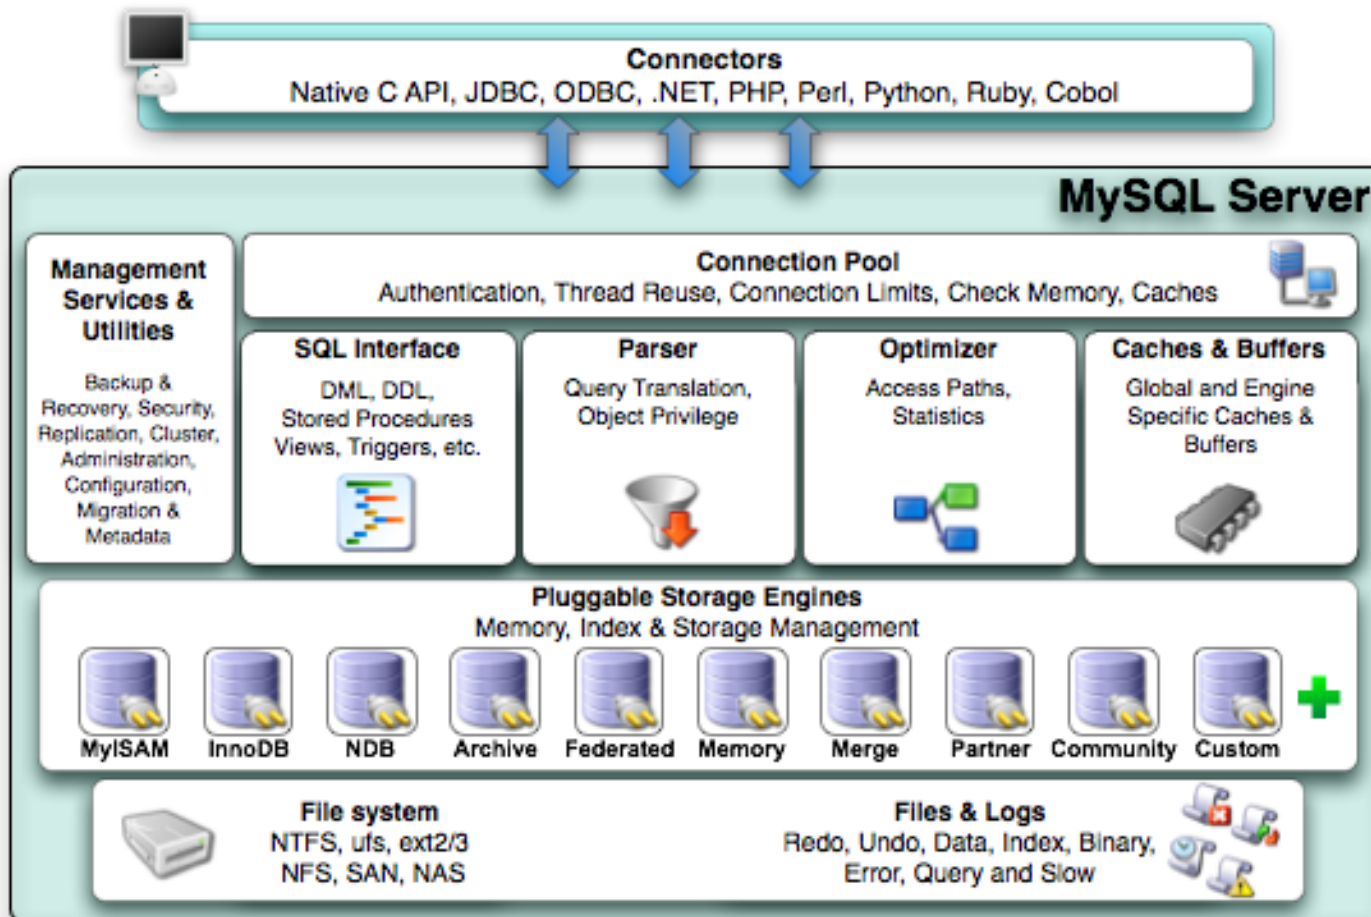 Connectors
Native C API, JDBC, ODBC, .NET, PHP, Perl, Python, Ruby, Cobol
MySQL Server
Management
Services &
Utilities
Backup &
Recovery, Security,
Replication, Cluster,
Administration,
Configuration,
Migration &
Metadata
Connection Pool
Authentication, Thread Reuse, Connection Limits, Check Memory, Caches
SQL Interface
DML, DDL,
Stored Procedures
Views, Triggers, etc.
Parser
Query Translation,
Object Privilege
Optimizer
Access Paths,
Statistics
Caches & Buffers
Global and Engine
Specific Caches &
Buffers
Pluggable Storage Engines
Memory, Index & Storage Management
MyISAM
InnoDB
NDB
Archive
Federated
Memory
Merge
Partner
Community
Custom
File system
NTFS, ufs, ext2/3
NFS, SAN, NAS
Files & Logs
Redo, Undo, Data, Index, Binary,
Error, Query and Slow